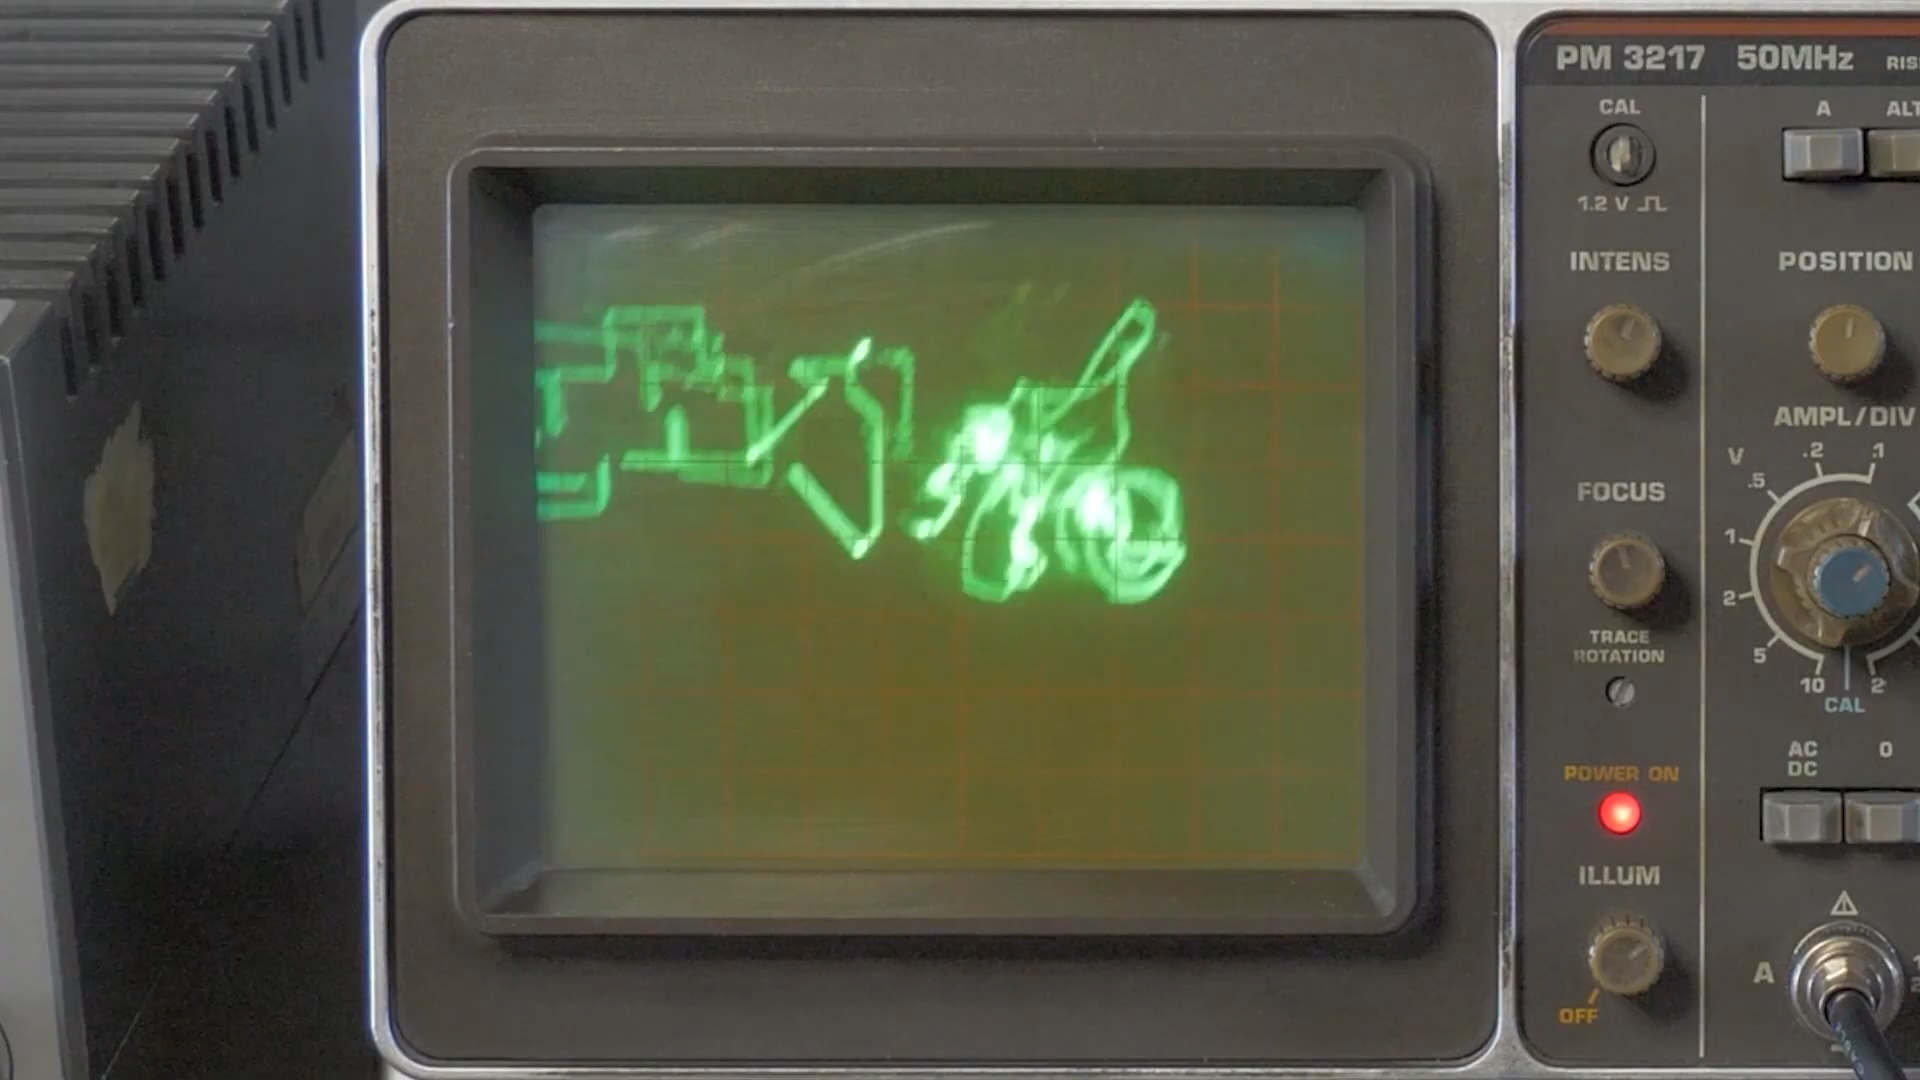 PM 3217 50MHz
CAL
A
1.2 V
INTENS
POSITION
AMPL/DIV
V
.2 .1
.5
1
2
5
10 2
CAL
FOCUS
TRACE
ROTATION
AC 0
DC
POWER ON
ILLUM
A
OFF